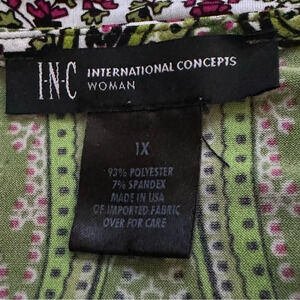 I·N·C INTERNATIONAL CONCEPTS
WOMAN
1X
93% POLYESTER
7% SPANDEX
MADE IN USA
OF IMPORTED FABRIC
OVER FOR CARE